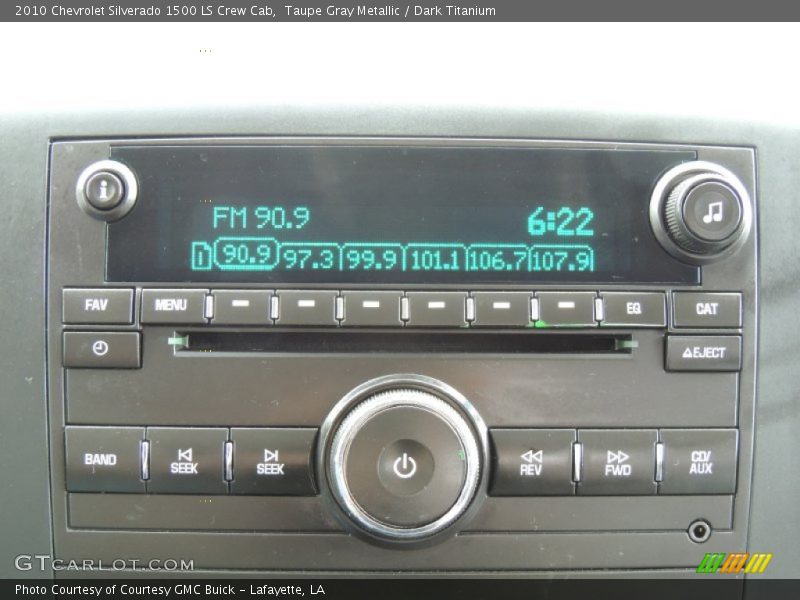 2010 Chevrolet Silverado 1500 LS Crew Cab, Taupe Gray Metallic / Dark Titanium
FM 90.9 6:22
1 90.9 97.3 99.9 101.1 106.7 107.9
FAV MENU EQ CAT
EJECT
BAND SEEK SEEK REV FWD CD/
AUX
GTCARLOT.COM
Photo Courtesy of Courtesy GMC Buick - Lafayette, LA